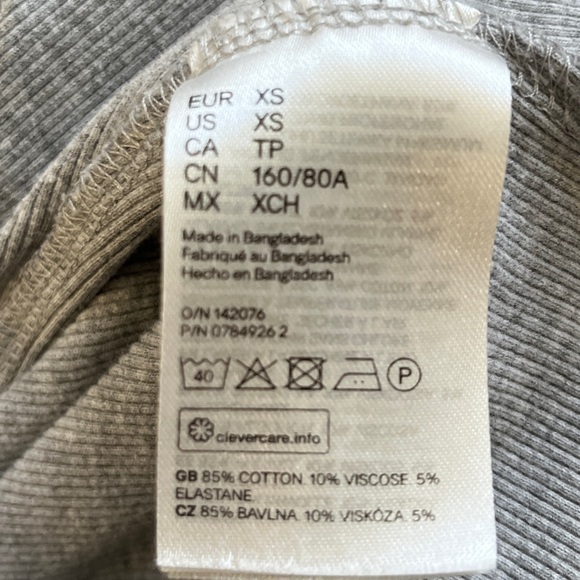 EUR XS
US XS
CA TP
CN 160/80A
MX XCH
Made in Bangladesh
Fabriqué au Bangladesh
Hecho en Bangladesh
O/N 142076
P/N 0784926 2
40 P
clevercare.info
GB 85% COTTON. 10% VISCOSE. 5%
ELASTANE.
CZ 85% BAVLNA. 10% VISKÓZA. 5%